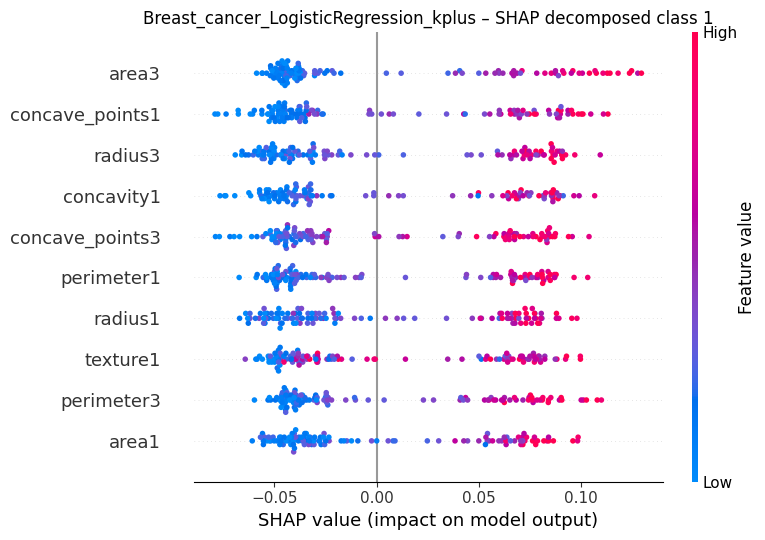 Breast_cancer_LogisticRegression_kplus – SHAP decomposed class 1
High
area3
concave_points1
radius3
concavity1
concave_points3
perimeter1
radius1
texture1
perimeter3
area1
Feature value
Low
−0.05 0.00 0.05 0.10
SHAP value (impact on model output)